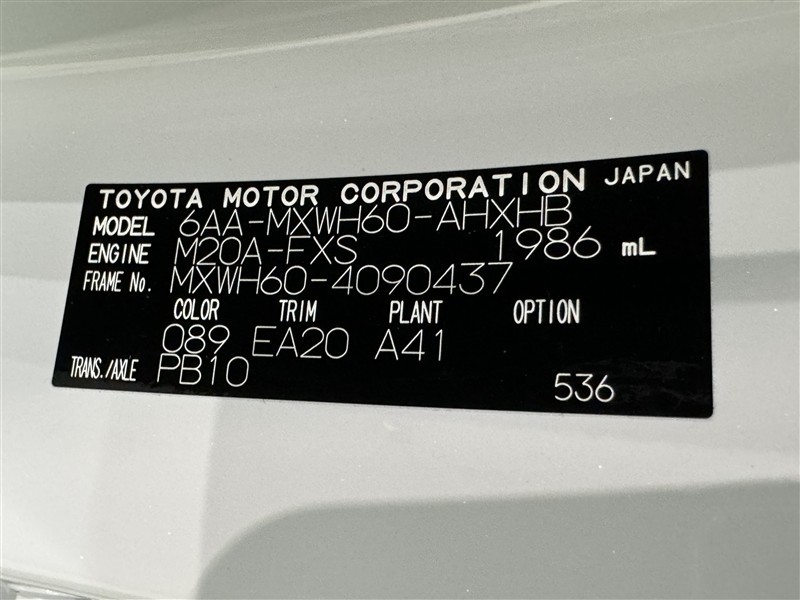 TOYOTA MOTOR CORPORATION JAPAN
MODEL 6AA-MXWH60-AHXHB
ENGINE M20A-FXS 1986 mL
FRAME No. MXWH60-4090437
COLOR TRIM PLANT OPTION
089 EA20 A41
TRANS./AXLE PB10
536